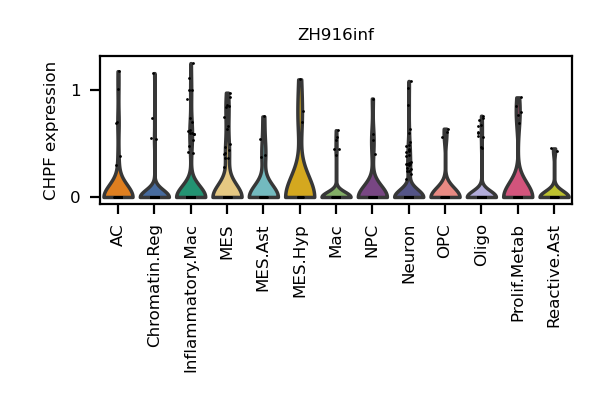 ZH916inf
CHPF expression
1
0
AC
Chromatin.Reg
Inflammatory.Mac
MES
MES.Ast
MES.Hyp
Mac
NPC
Neuron
OPC
Oligo
Prolif.Metab
Reactive.Ast